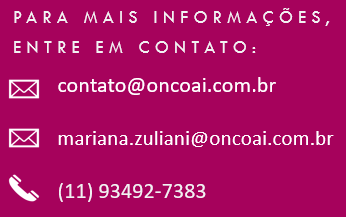 PARA MAIS INFORMAÇÕES,
ENTRE EM CONTATO:
contato@oncoai.com.br
mariana.zuliani@oncoai.com.br
(11) 93492-7383